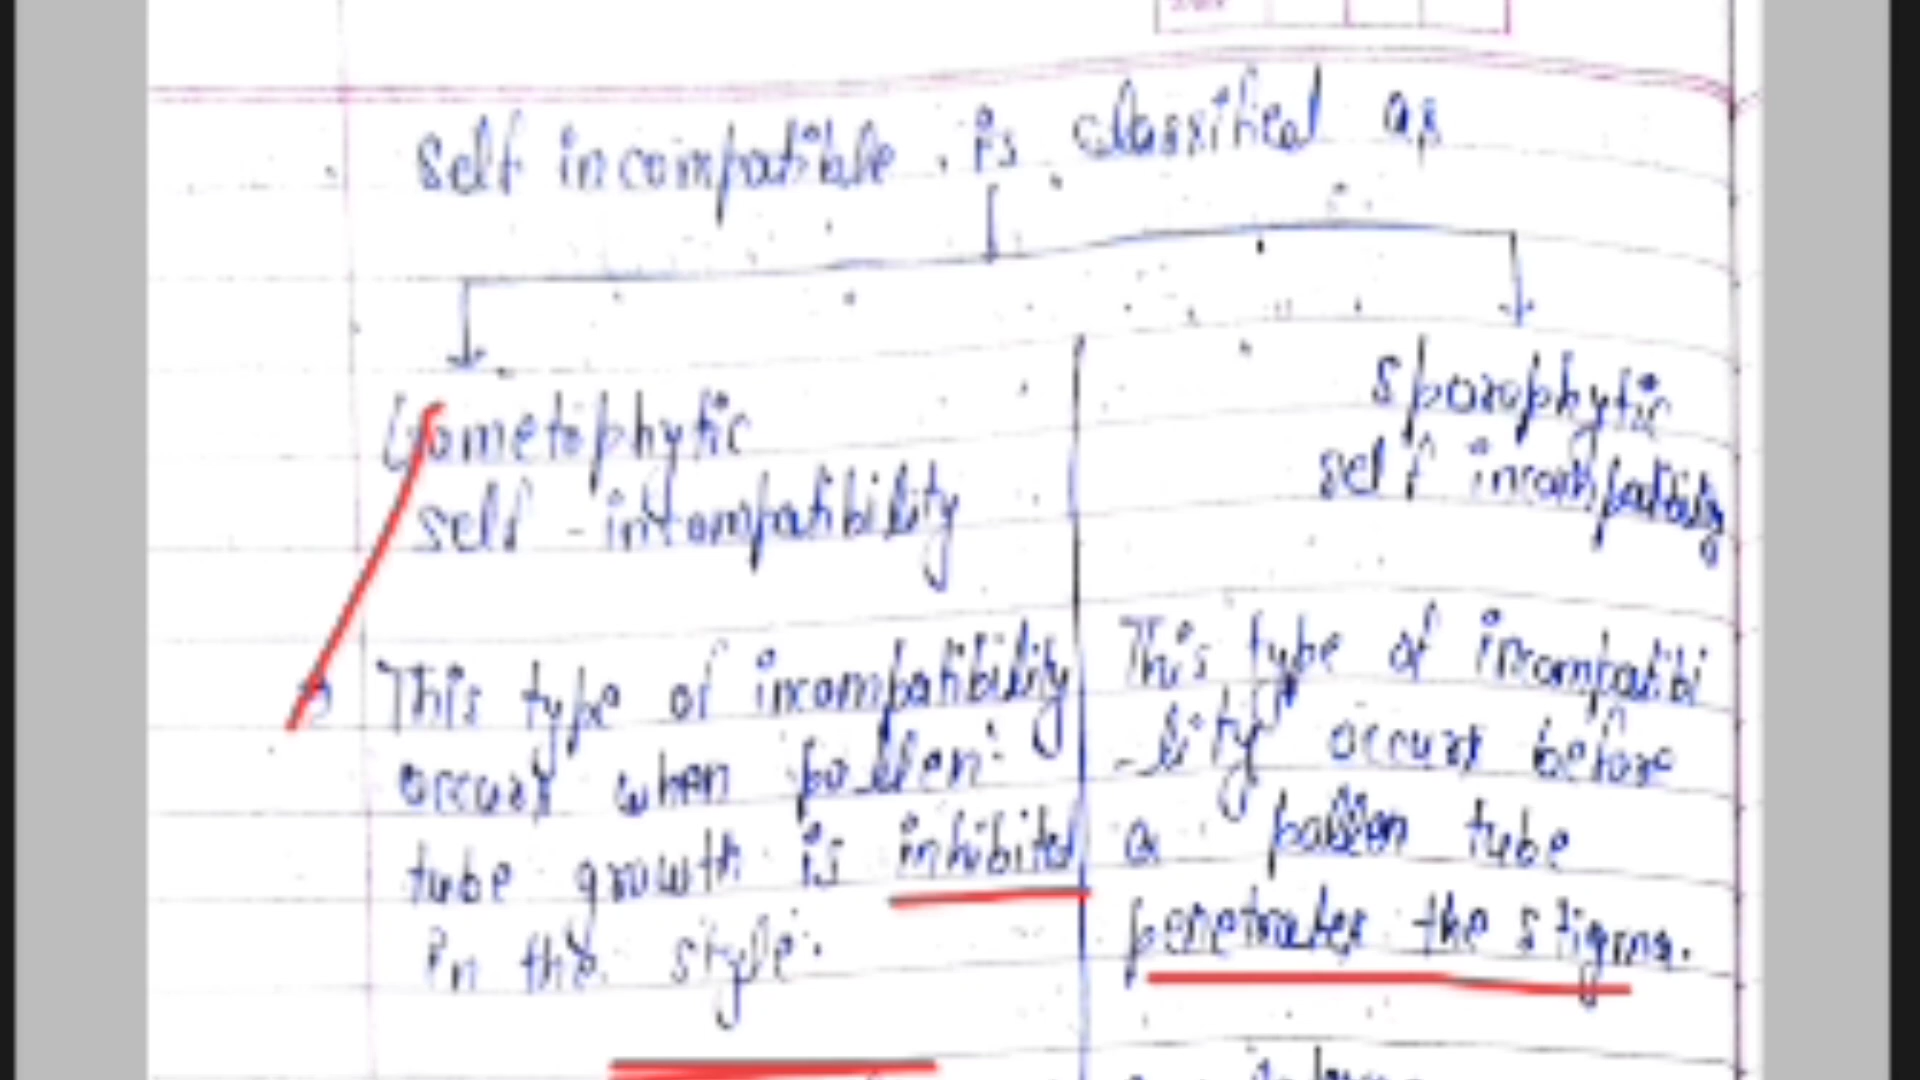 Self incompatible is classified as
Gametophytic
self-incompatibility
Sporophytic
self incompatibility
This type of incompatibility
occurs when pollen
tube growth is inhibited
in the style.
This type of incompatibi
-lity occurs before
a pollen tube
penetrates the stigma.